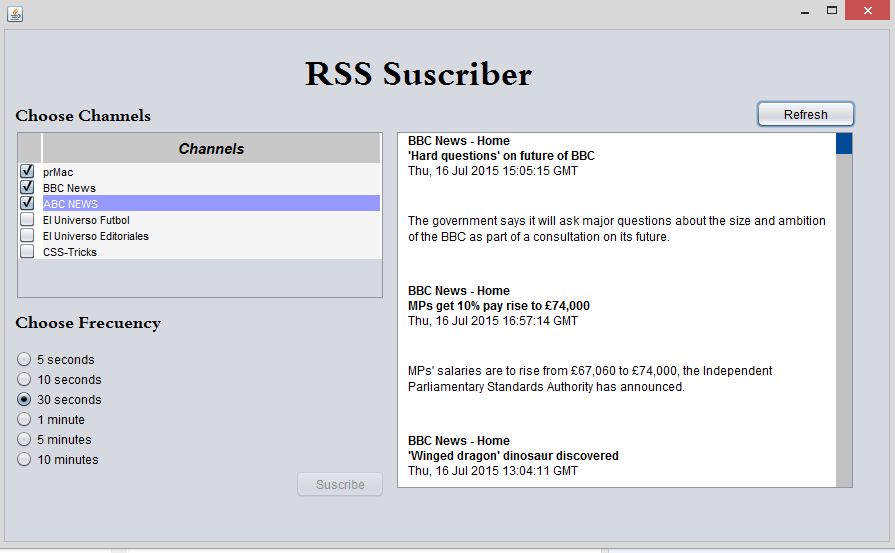 RSS Suscriber
Choose Channels
Refresh
Channels
prMac
BBC News
ABC NEWS
El Universo Futbol
El Universo Editoriales
CSS-Tricks
Choose Frecuency
5 seconds
10 seconds
30 seconds
1 minute
5 minutes
10 minutes
Suscribe
BBC News - Home
'Hard questions' on future of BBC
Thu, 16 Jul 2015 15:05:15 GMT
The government says it will ask major questions about the size and ambition
of the BBC as part of a consultation on its future.
BBC News - Home
MPs get 10% pay rise to £74,000
Thu, 16 Jul 2015 16:57:14 GMT
MPs' salaries are to rise from £67,060 to £74,000, the Independent
Parliamentary Standards Authority has announced.
BBC News - Home
'Winged dragon' dinosaur discovered
Thu, 16 Jul 2015 13:04:11 GMT